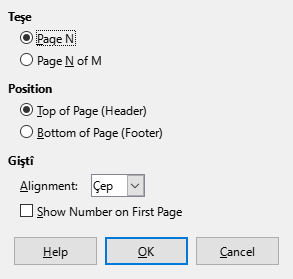 Teşe
Page N
Page N of M
Position
Top of Page (Header)
Bottom of Page (Footer)
Giştî
Alignment: Çep
Show Number on First Page
Help OK Cancel